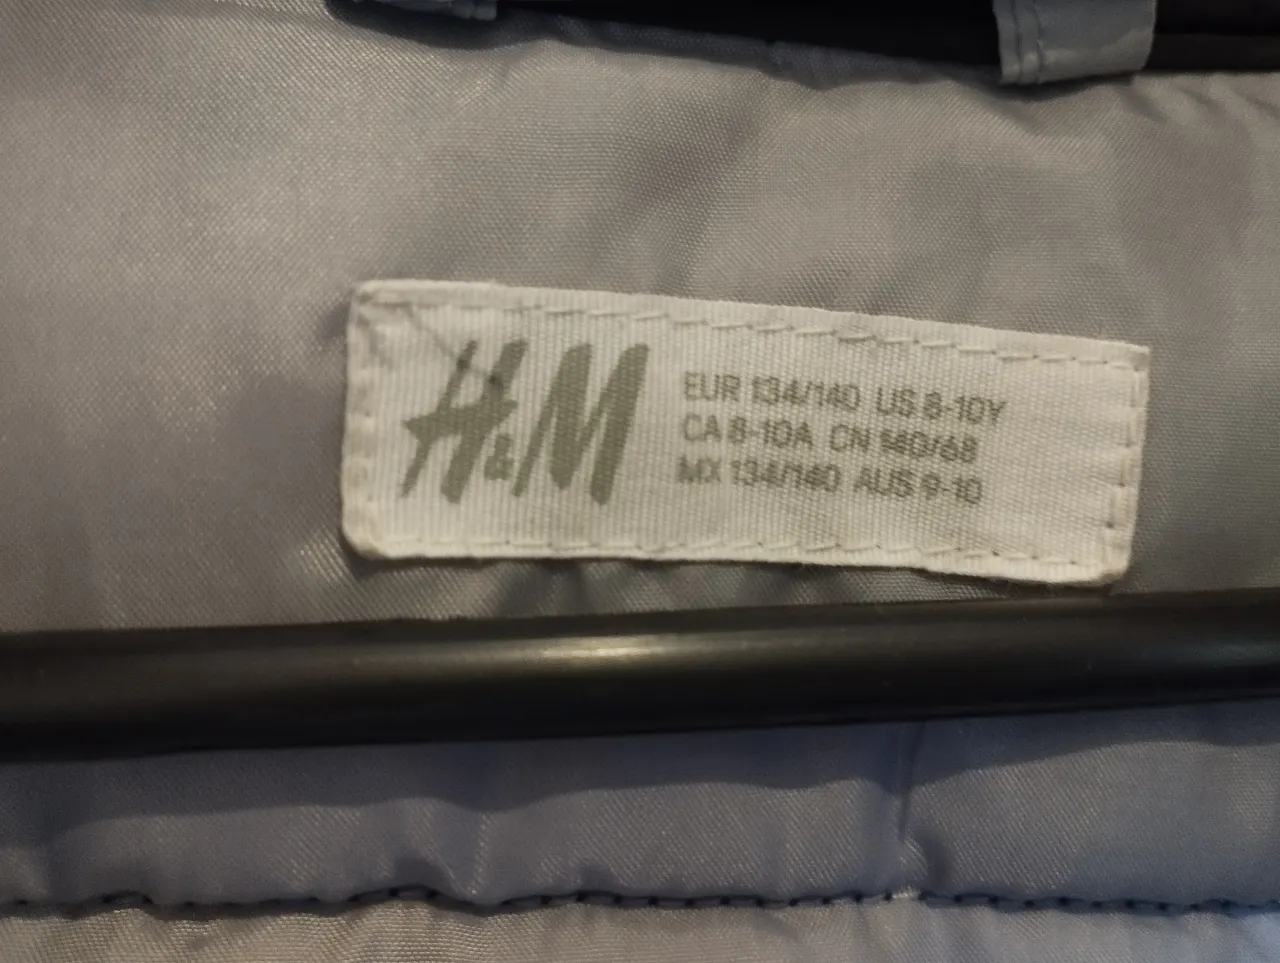 H&M
EUR 134/140 US 8-10Y
CA 8-10A CN 140/68
MX 134/140 AUS 9-10